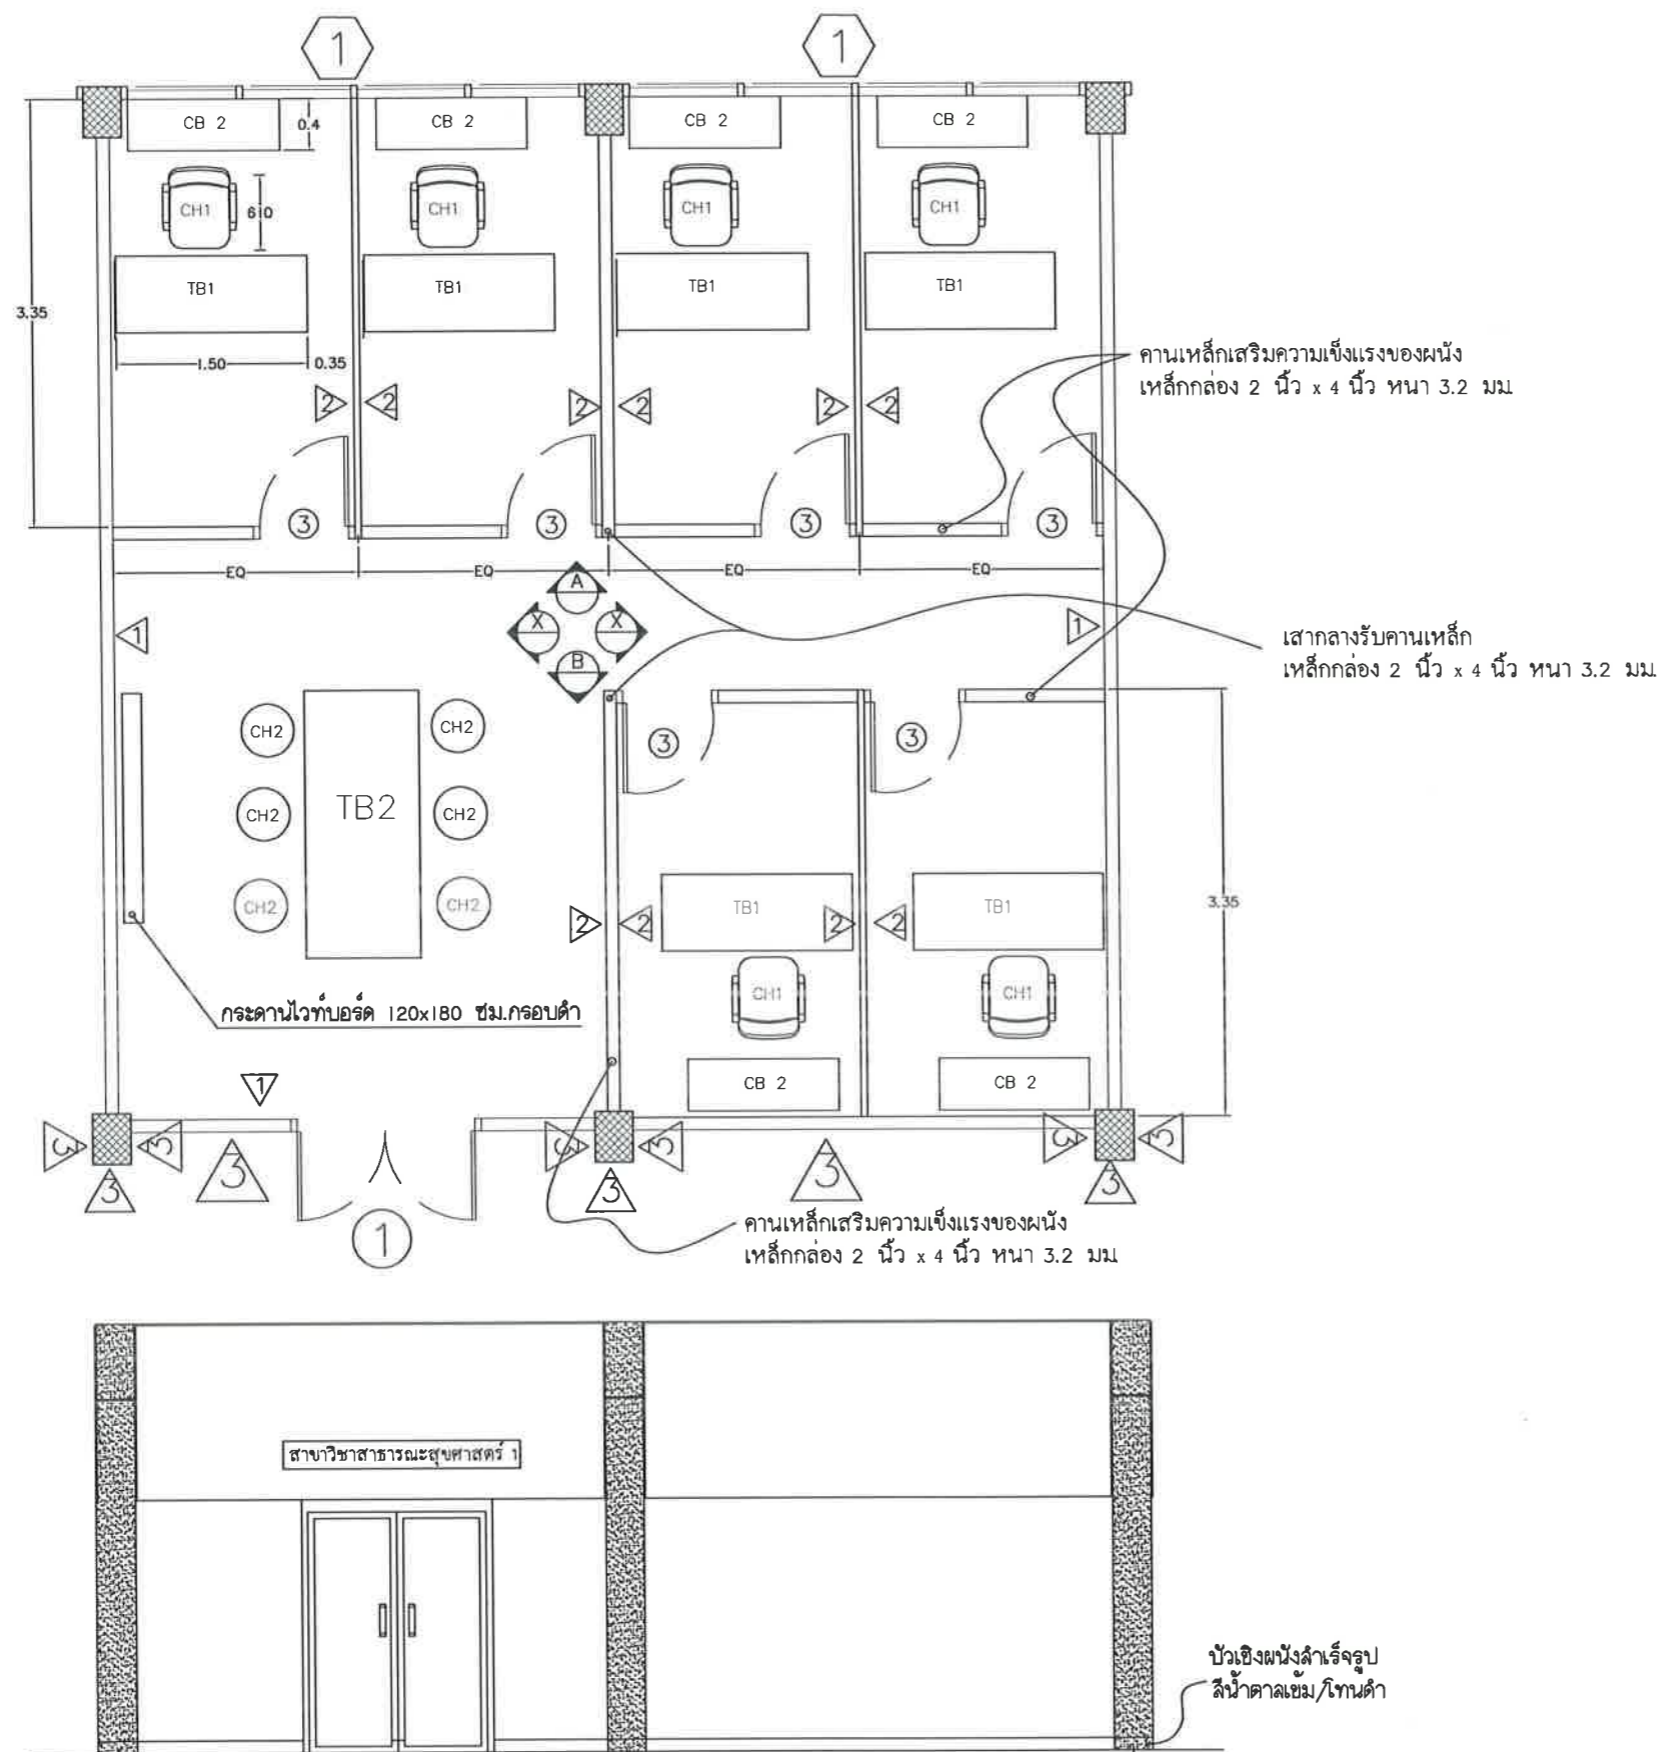 1 1
CB 2 0.4 CB 2 CB 2 CB 2
CH1 6.0 CH1 CH1 CH1
TB1 TB1 TB1 TB1
3.35
1.50 0.35
คานเหล็กเสริมความแข็งแรงของผนัง
เหล็กกล่อง 2 นิ้ว x 4 นิ้ว หนา 3.2 มม.
2 2 2 2 2 2
3 3 3 3
EQ EQ EQ EQ
A
X X
B
1 1
เสากลางรับคานเหล็ก
เหล็กกล่อง 2 นิ้ว x 4 นิ้ว หนา 3.2 มม.
CH2 CH2
3 3
CH2 TB2 CH2
CH2 CH2
TB1 TB1
3.35
2 2 2 2
CH1 CH1
กระดานไวท์บอร์ด 120x180 ซม.กรอบดำ
CB 2 CB 2
1
3 3 3 3 3 3
3 3 3 3 3
1
คานเหล็กเสริมความแข็งแรงของผนัง
เหล็กกล่อง 2 นิ้ว x 4 นิ้ว หนา 3.2 มม.
สาขาวิชาสาธารณะสุขศาสตร์ 1
บัวเชิงผนังสำเร็จรูป
สีน้ำตาลเข้ม/โทนดำ